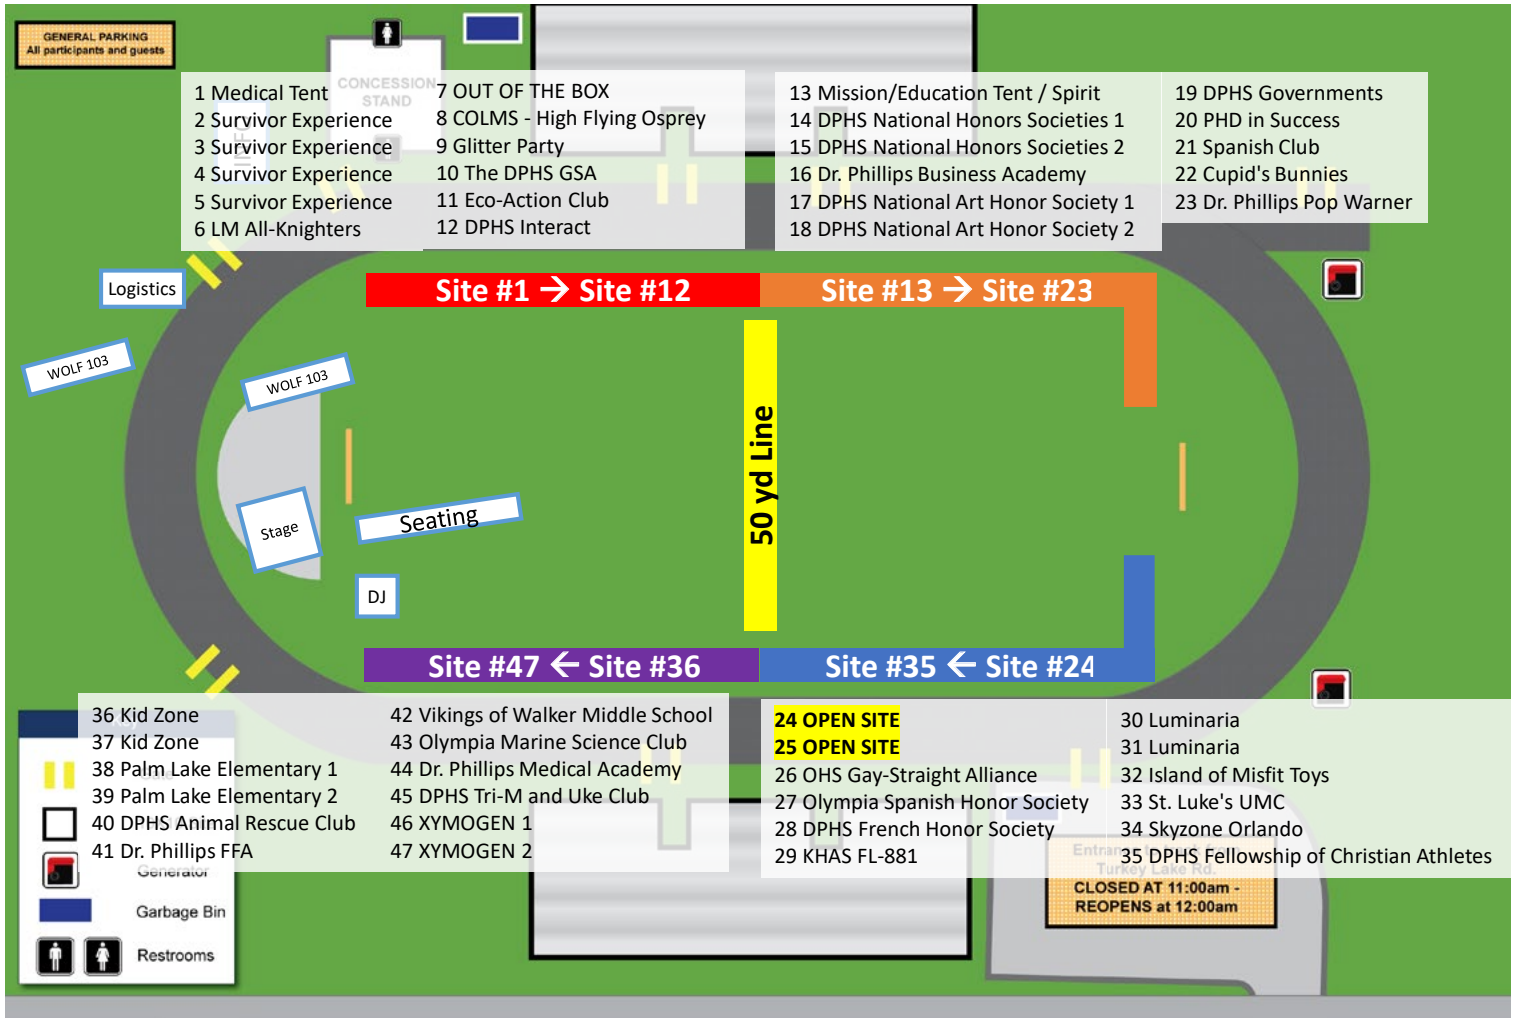 GENERAL PARKING
All participants and guests
CONCESSION
STAND
INFO
1 Medical Tent
2 Survivor Experience
3 Survivor Experience
4 Survivor Experience
5 Survivor Experience
6 LM All-Knighters
7 OUT OF THE BOX
8 COLMS - High Flying Osprey
9 Glitter Party
10 The DPHS GSA
11 Eco-Action Club
12 DPHS Interact
13 Mission/Education Tent / Spirit
14 DPHS National Honors Societies 1
15 DPHS National Honors Societies 2
16 Dr. Phillips Business Academy
17 DPHS National Art Honor Society 1
18 DPHS National Art Honor Society 2
19 DPHS Governments
20 PHD in Success
21 Spanish Club
22 Cupid's Bunnies
23 Dr. Phillips Pop Warner
Logistics
Site #1 → Site #12
Site #13 → Site #23
WOLF 103
WOLF 103
50 yd Line
Stage
Seating
DJ
Site #47 ← Site #36
Site #35 ← Site #24
36 Kid Zone
37 Kid Zone
38 Palm Lake Elementary 1
39 Palm Lake Elementary 2
40 DPHS Animal Rescue Club
41 Dr. Phillips FFA
42 Vikings of Walker Middle School
43 Olympia Marine Science Club
44 Dr. Phillips Medical Academy
45 DPHS Tri-M and Uke Club
46 XYMOGEN 1
47 XYMOGEN 2
24 OPEN SITE
25 OPEN SITE
26 OHS Gay-Straight Alliance
27 Olympia Spanish Honor Society
28 DPHS French Honor Society
29 KHAS FL-881
30 Luminaria
31 Luminaria
32 Island of Misfit Toys
33 St. Luke's UMC
34 Skyzone Orlando
35 DPHS Fellowship of Christian Athletes
Generator
Garbage Bin
Restrooms
Entrance to track from
Turkey Lake Rd.
CLOSED AT 11:00am -
REOPENS at 12:00am